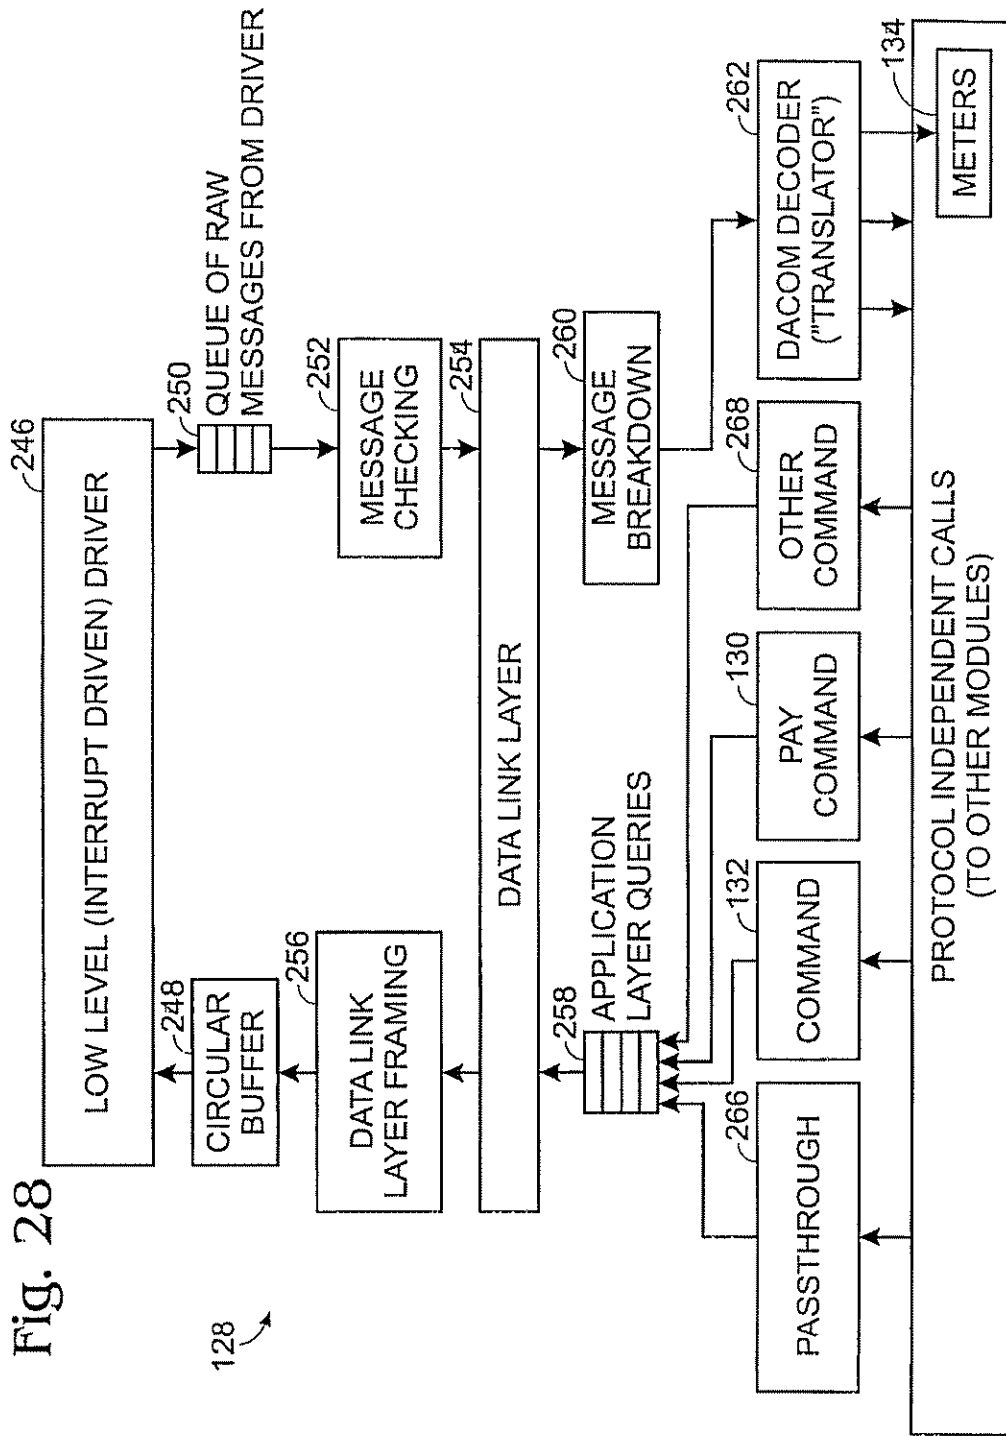 Fig. 28
128
246
LOW LEVEL (INTERRUPT DRIVEN) DRIVER
248
CIRCULAR
BUFFER
250
QUEUE OF RAW
MESSAGES FROM DRIVER
256
DATA LINK
LAYER FRAMING
252
MESSAGE
CHECKING
254
DATA LINK LAYER
258
APPLICATION
LAYER QUERIES
260
MESSAGE
BREAKDOWN
266
PASSTHROUGH
132
COMMAND
130
PAY
COMMAND
268
OTHER
COMMAND
262
DACOM DECODER
("TRANSLATOR")
134
METERS
PROTOCOL INDEPENDENT CALLS
(TO OTHER MODULES)